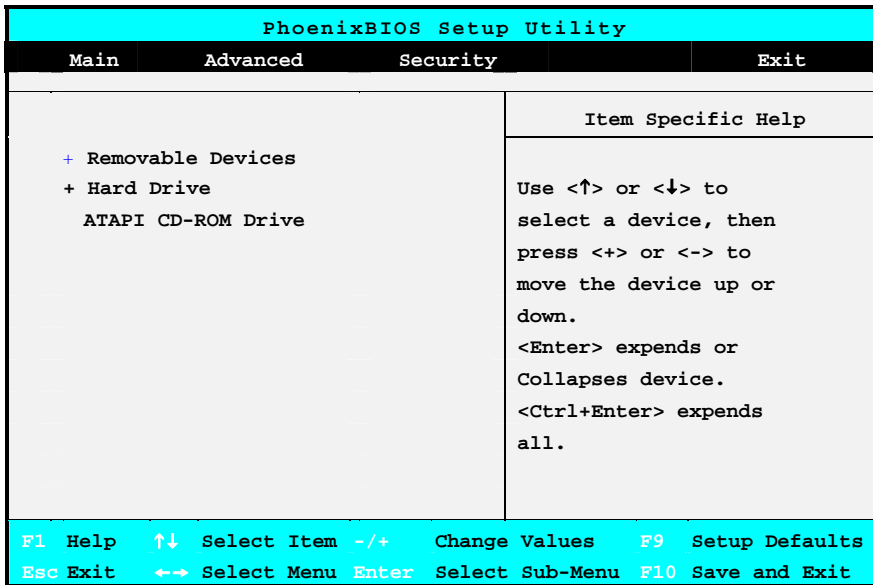 PhoenixBIOS Setup Utility
Main Advanced Security Exit
Item Specific Help
+ Removable Devices
+ Hard Drive
ATAPI CD-ROM Drive
Use <↑> or <↓> to
select a device, then
press <+> or <-> to
move the device up or
down.
<Enter> expends or
Collapses device.
<Ctrl+Enter> expends
all.
F1 Help ↑↓ Select Item -/+ Change Values F9 Setup Defaults
Esc Exit ←→ Select Menu Enter Select Sub-Menu F10 Save and Exit